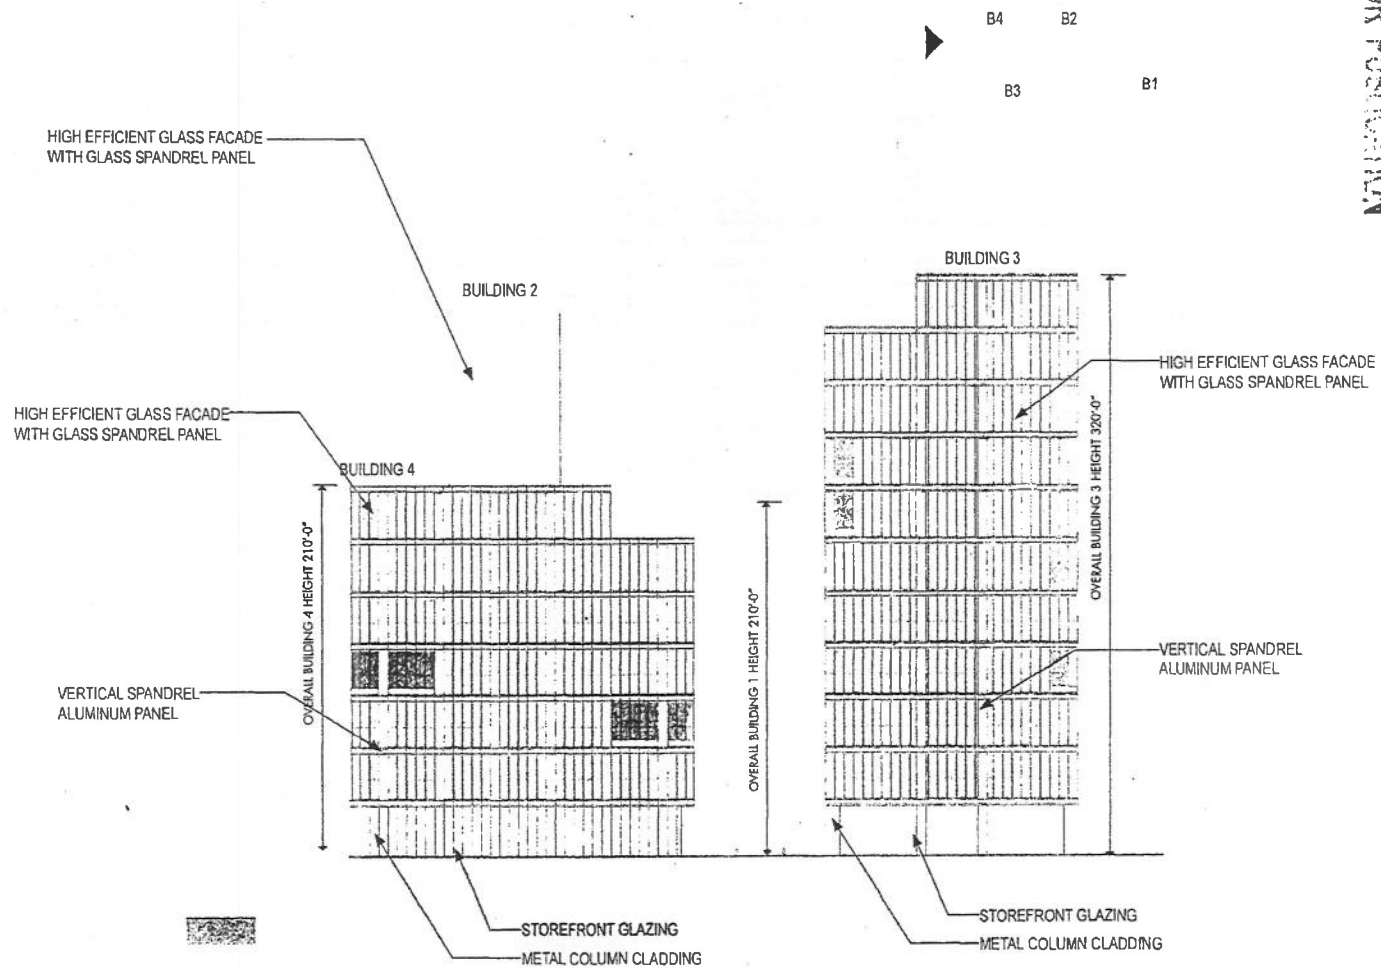 B4
B2
B3
B1
HIGH EFFICIENT GLASS FACADE
WITH GLASS SPANDREL PANEL
BUILDING 2
BUILDING 3
HIGH EFFICIENT GLASS FACADE
WITH GLASS SPANDREL PANEL
HIGH EFFICIENT GLASS FACADE
WITH GLASS SPANDREL PANEL
BUILDING 4
OVERALL BUILDING 4 HEIGHT 210'-0"
OVERALL BUILDING 1 HEIGHT 210'-0"
OVERALL BUILDING 3 HEIGHT 320'-0"
VERTICAL SPANDREL
ALUMINUM PANEL
VERTICAL SPANDREL
ALUMINUM PANEL
STOREFRONT GLAZING
METAL COLUMN CLADDING
STOREFRONT GLAZING
METAL COLUMN CLADDING